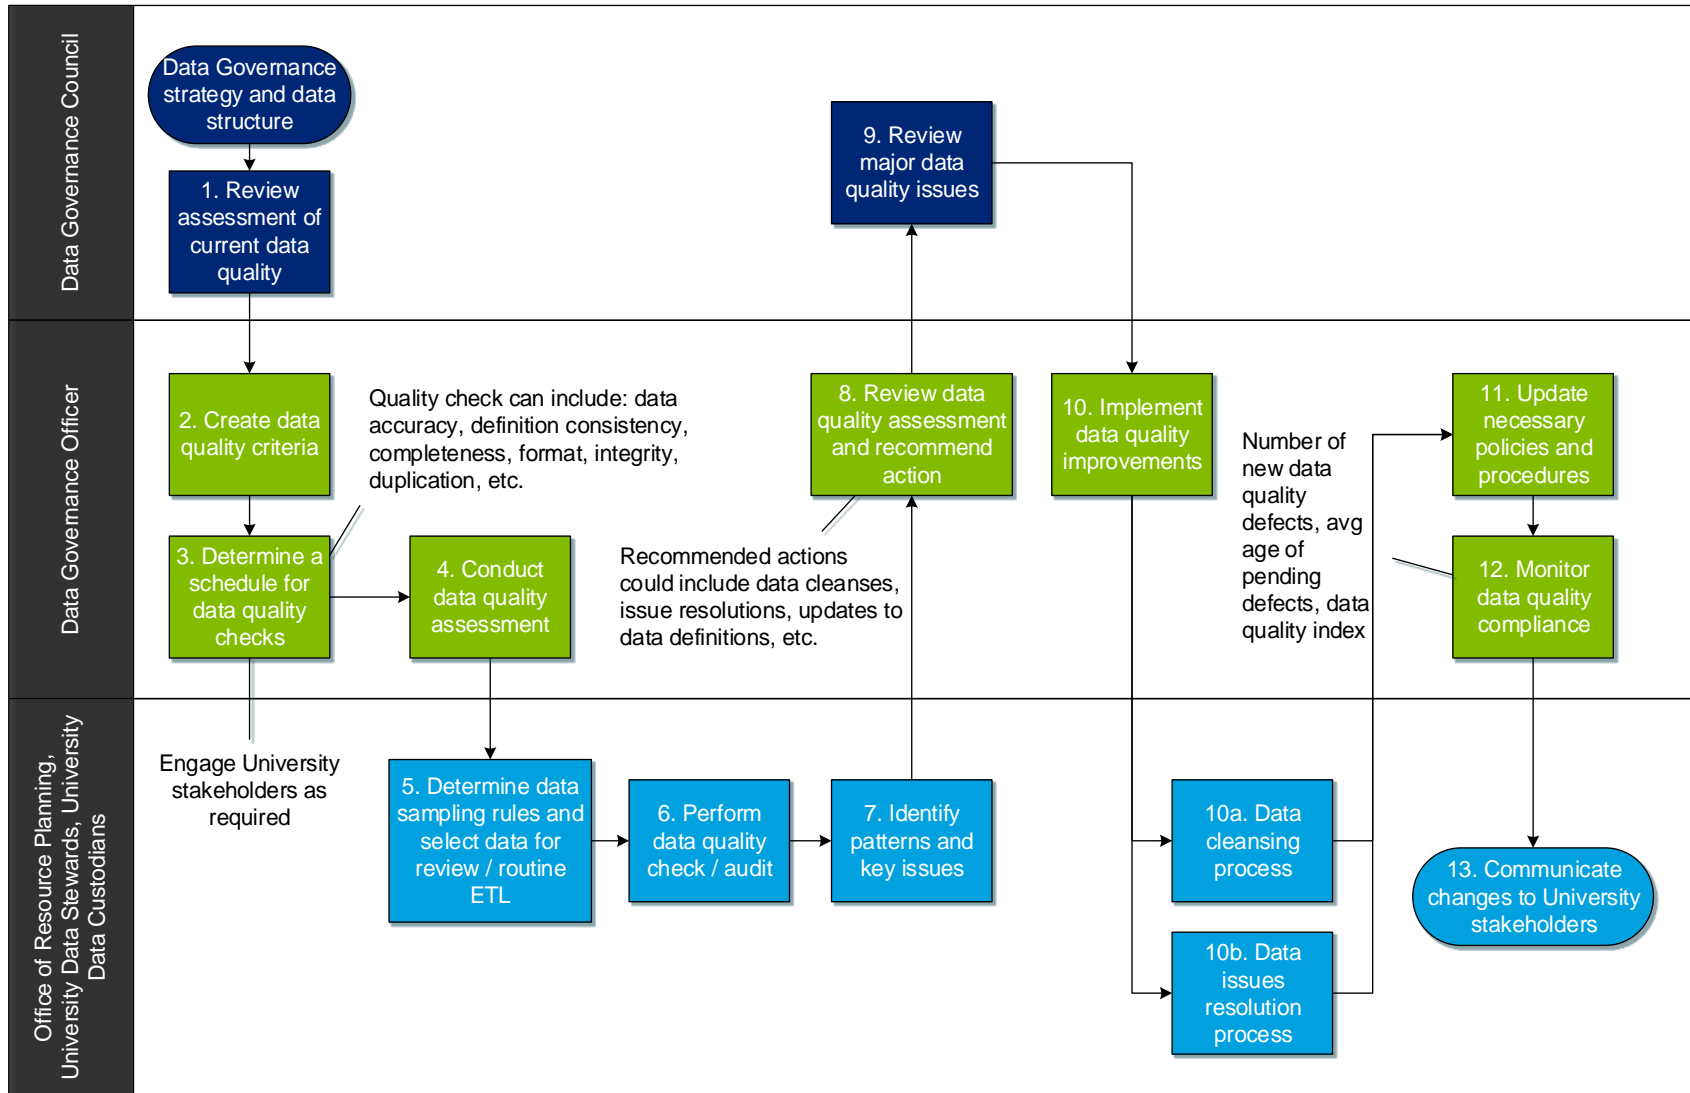 Data Governance Council
Data Governance
strategy and data
structure
1. Review
assessment of
current data
quality
9. Review
major data
quality issues
Data Governance Officer
2. Create data
quality criteria
Quality check can include: data
accuracy, definition consistency,
completeness, format, integrity,
duplication, etc.
3. Determine a
schedule for
data quality
checks
4. Conduct
data quality
assessment
8. Review data
quality assessment
and recommend
action
Recommended actions
could include data cleanses,
issue resolutions, updates to
data definitions, etc.
10. Implement
data quality
improvements
Number of
new data
quality
defects, avg
age of
pending
defects, data
quality index
11. Update
necessary
policies and
procedures
12. Monitor
data quality
compliance
Office of Resource Planning,
University Data Stewards, University
Data Custodians
Engage University
stakeholders as
required
5. Determine data
sampling rules and
select data for
review / routine
ETL
6. Perform
data quality
check / audit
7. Identify
patterns and
key issues
10a. Data
cleansing
process
10b. Data
issues
resolution
process
13. Communicate
changes to University
stakeholders